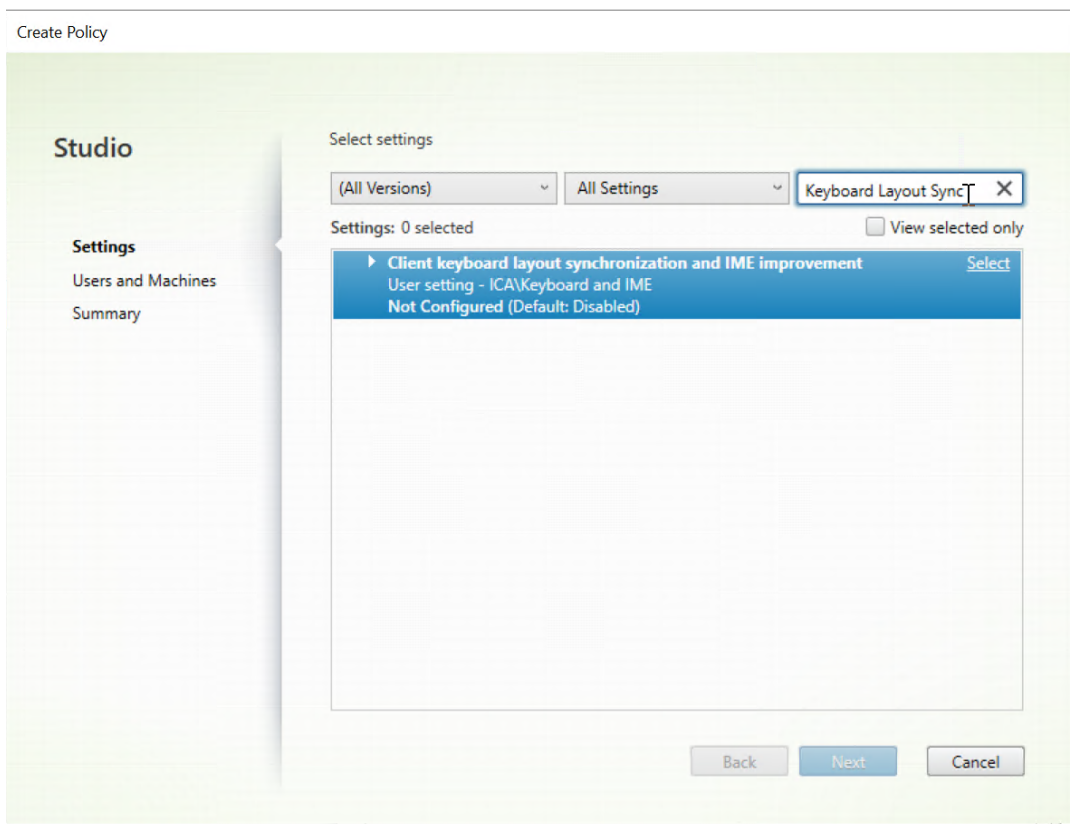 Create Policy
Studio
Settings
Users and Machines
Summary
Select settings
(All Versions)
All Settings
Keyboard Layout Sync
Settings: 0 selected
View selected only
Client keyboard layout synchronization and IME improvement
Select
User setting - ICA\Keyboard and IME
Not Configured (Default: Disabled)
Back
Next
Cancel